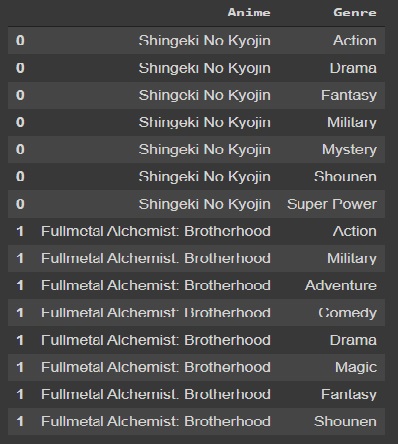 Anime Genre
0 Shingeki No Kyojin Action
0 Shingeki No Kyojin Drama
0 Shingeki No Kyojin Fantasy
0 Shingeki No Kyojin Military
0 Shingeki No Kyojin Mystery
0 Shingeki No Kyojin Shounen
0 Shingeki No Kyojin Super Power
1 Fullmetal Alchemist: Brotherhood Action
1 Fullmetal Alchemist: Brotherhood Military
1 Fullmetal Alchemist: Brotherhood Adventure
1 Fullmetal Alchemist: Brotherhood Comedy
1 Fullmetal Alchemist: Brotherhood Drama
1 Fullmetal Alchemist: Brotherhood Magic
1 Fullmetal Alchemist: Brotherhood Fantasy
1 Fullmetal Alchemist: Brotherhood Shounen